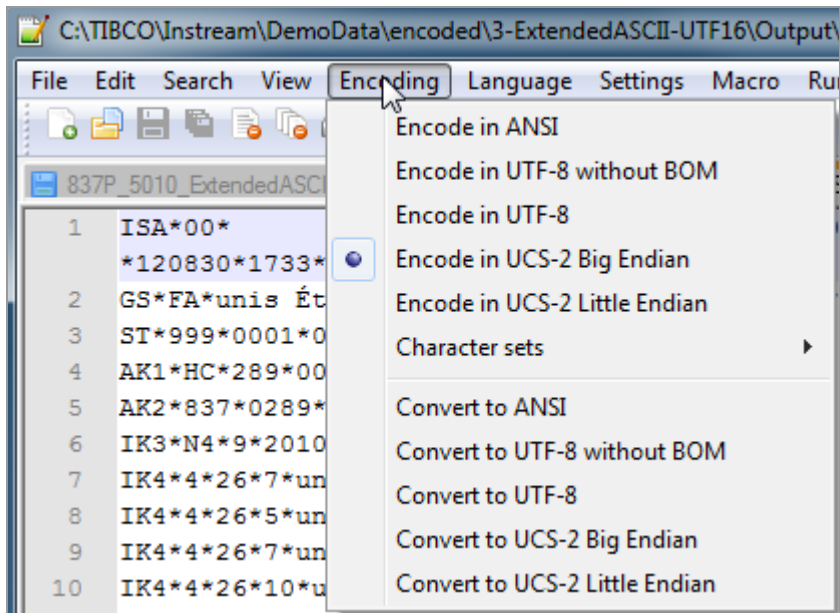 C:\TIBCO\Instream\DemoData\encoded\3-ExtendedASCII-UTF16\Output\
File Edit Search View Encoding Language Settings Macro
837P_5010_ExtendedASCI
1 ISA*00*
*120830*1733*
2 GS*FA*unis Ét
3 ST*999*0001*0
4 AK1*HC*289*00
5 AK2*837*0289*
6 IK3*N4*9*2010
7 IK4*4*26*7*un
8 IK4*4*26*5*un
9 IK4*4*26*7*un
10 IK4*4*26*10*u
Encode in ANSI
Encode in UTF-8 without BOM
Encode in UTF-8
Encode in UCS-2 Big Endian
Encode in UCS-2 Little Endian
Character sets
Convert to ANSI
Convert to UTF-8 without BOM
Convert to UTF-8
Convert to UCS-2 Big Endian
Convert to UCS-2 Little Endian